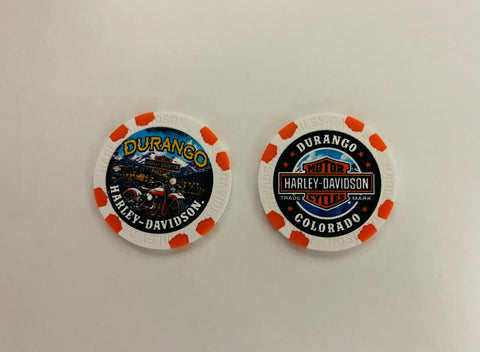 DURANGO
HARLEY-DAVIDSON
DURANGO
MOTOR
HARLEY-DAVIDSON
CYCLES
TRADE MARK
COLORADO